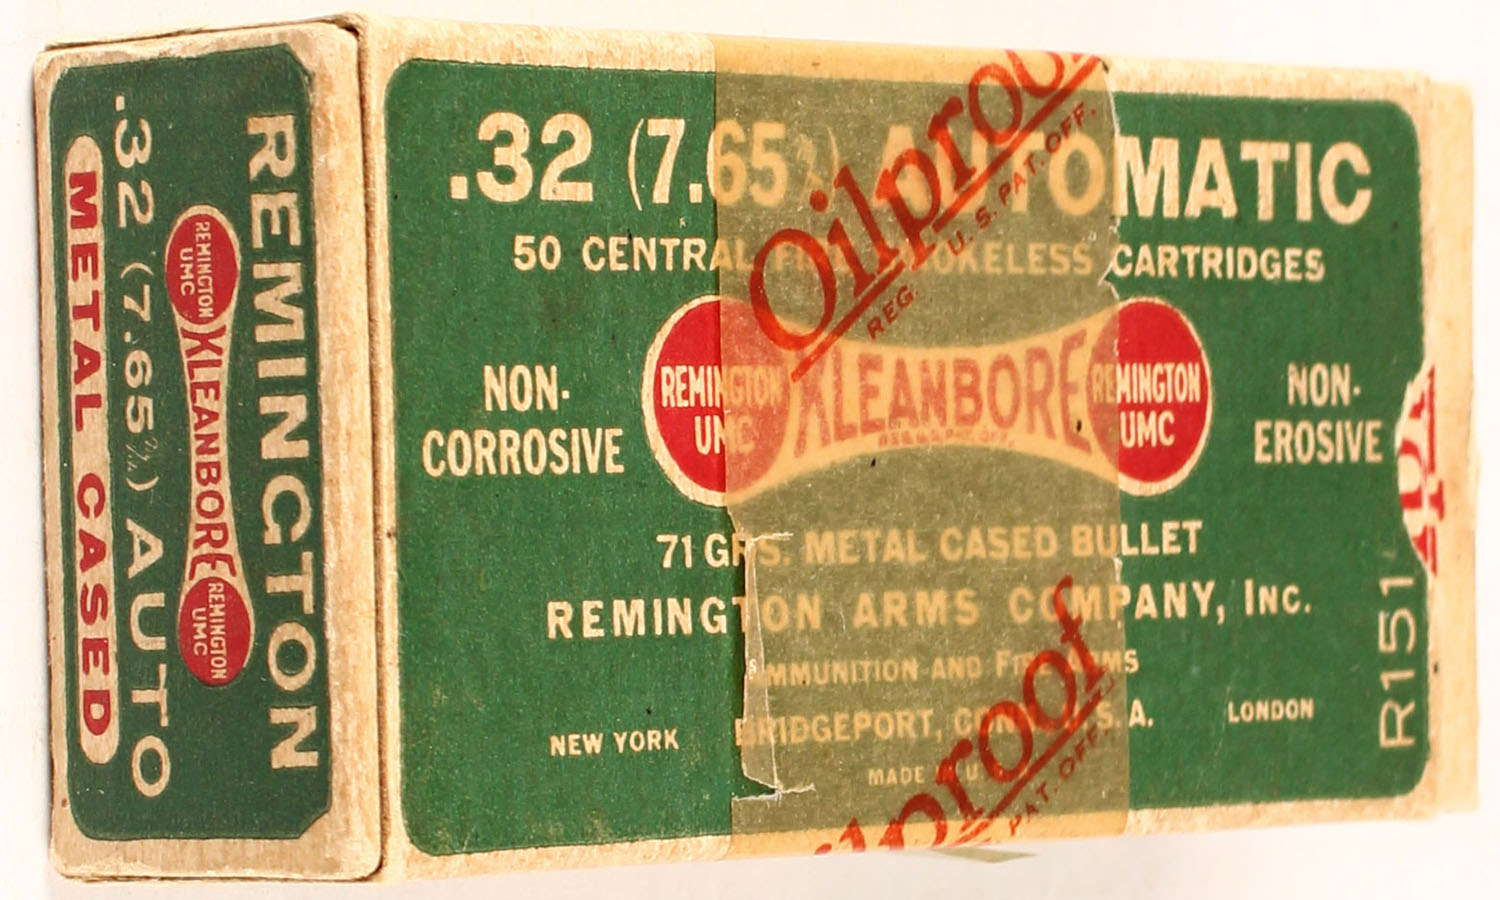 REMINGTON
REMINGTON
UMC
KLEANBORE
REMINGTON
UMC
.32 (7.65 ) AUTO
METAL CASED
.32 (7.65 ) AUTOMATIC
50 CENTRAL FIRE SMOKELESS CARTRIDGES
NON-
CORROSIVE
REMINGTON
UMC
KLEANBORE
REMINGTON
UMC
NON-
EROSIVE
71 GRS. METAL CASED BULLET
REMINGTON ARMS COMPANY, INC.
AMMUNITION AND FIRE ARMS
NEW YORK
BRIDGEPORT, CONN. U.S.A.
LONDON
MADE IN U
R151
Oilproof
REG. U.S. PAT. OFF.
Oilproof
PAT. OFF.